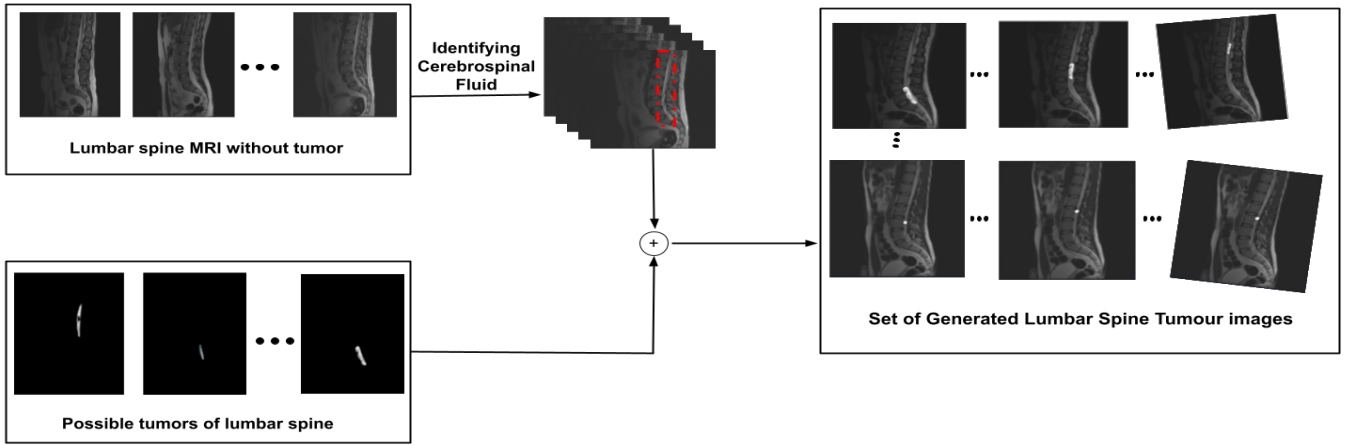 Lumbar spine MRI without tumor
Identifying
Cerebrospinal
Fluid
+
Possible tumors of lumbar spine
Set of Generated Lumbar Spine Tumour images